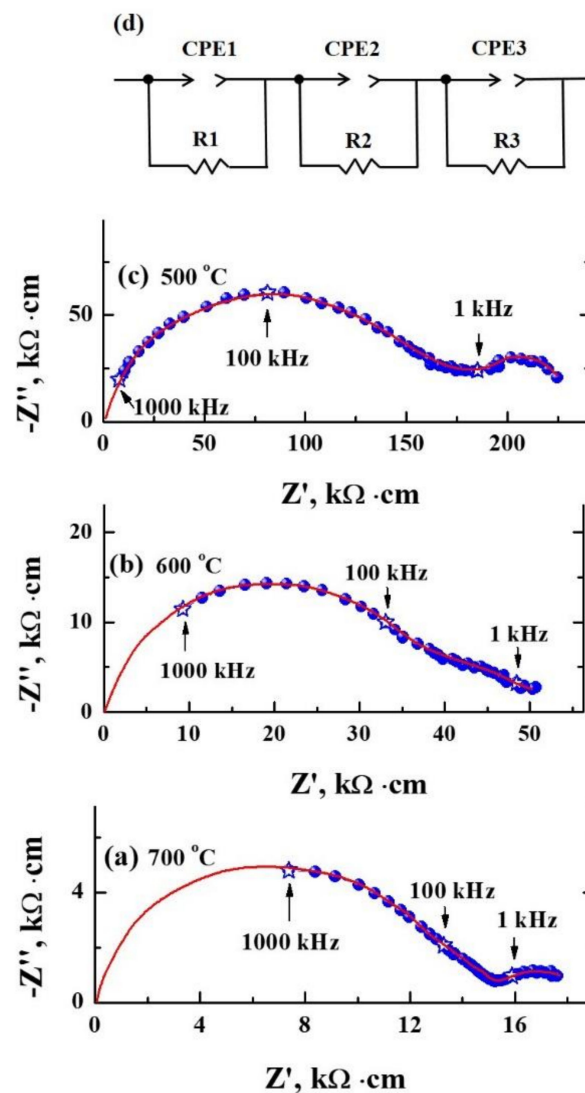 (d)
CPE1 CPE2 CPE3
R1 R2 R3
(c) 500 °C
75
50
25
0
100 kHz
1 kHz
1000 kHz
0 50 100 150 200
-Z'', kΩ·cm
Z', kΩ·cm
(b) 600 °C
20
10
0
100 kHz
1000 kHz
1 kHz
0 10 20 30 40 50
-Z'', kΩ·cm
Z', kΩ·cm
(a) 700 °C
4
0
1000 kHz
100 kHz
1 kHz
0 4 8 12 16
-Z'', kΩ·cm
Z', kΩ·cm